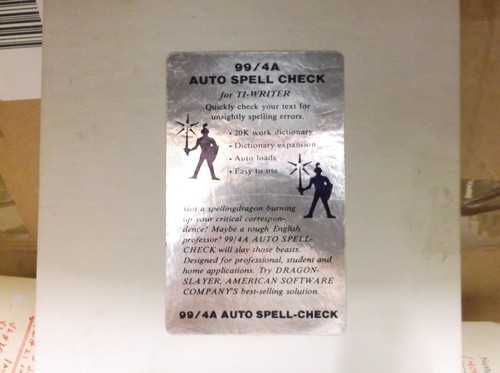 99/4A
AUTO SPELL CHECK
for TI-WRITER
Quickly check your text for
unsightly spelling errors.
• 20K work dictionary
• Dictionary expansion
• Auto loads
• Easy to use
Got a spellingdragon burning
up your critical correspon-
dence? Maybe a tough English
professor? 99/4A AUTO SPELL-
CHECK will slay those beasts.
Designed for professional, student and
home applications. Try DRAGON-
SLAYER, AMERICAN SOFTWARE
COMPANY'S best-selling solution.
99/4A AUTO SPELL-CHECK